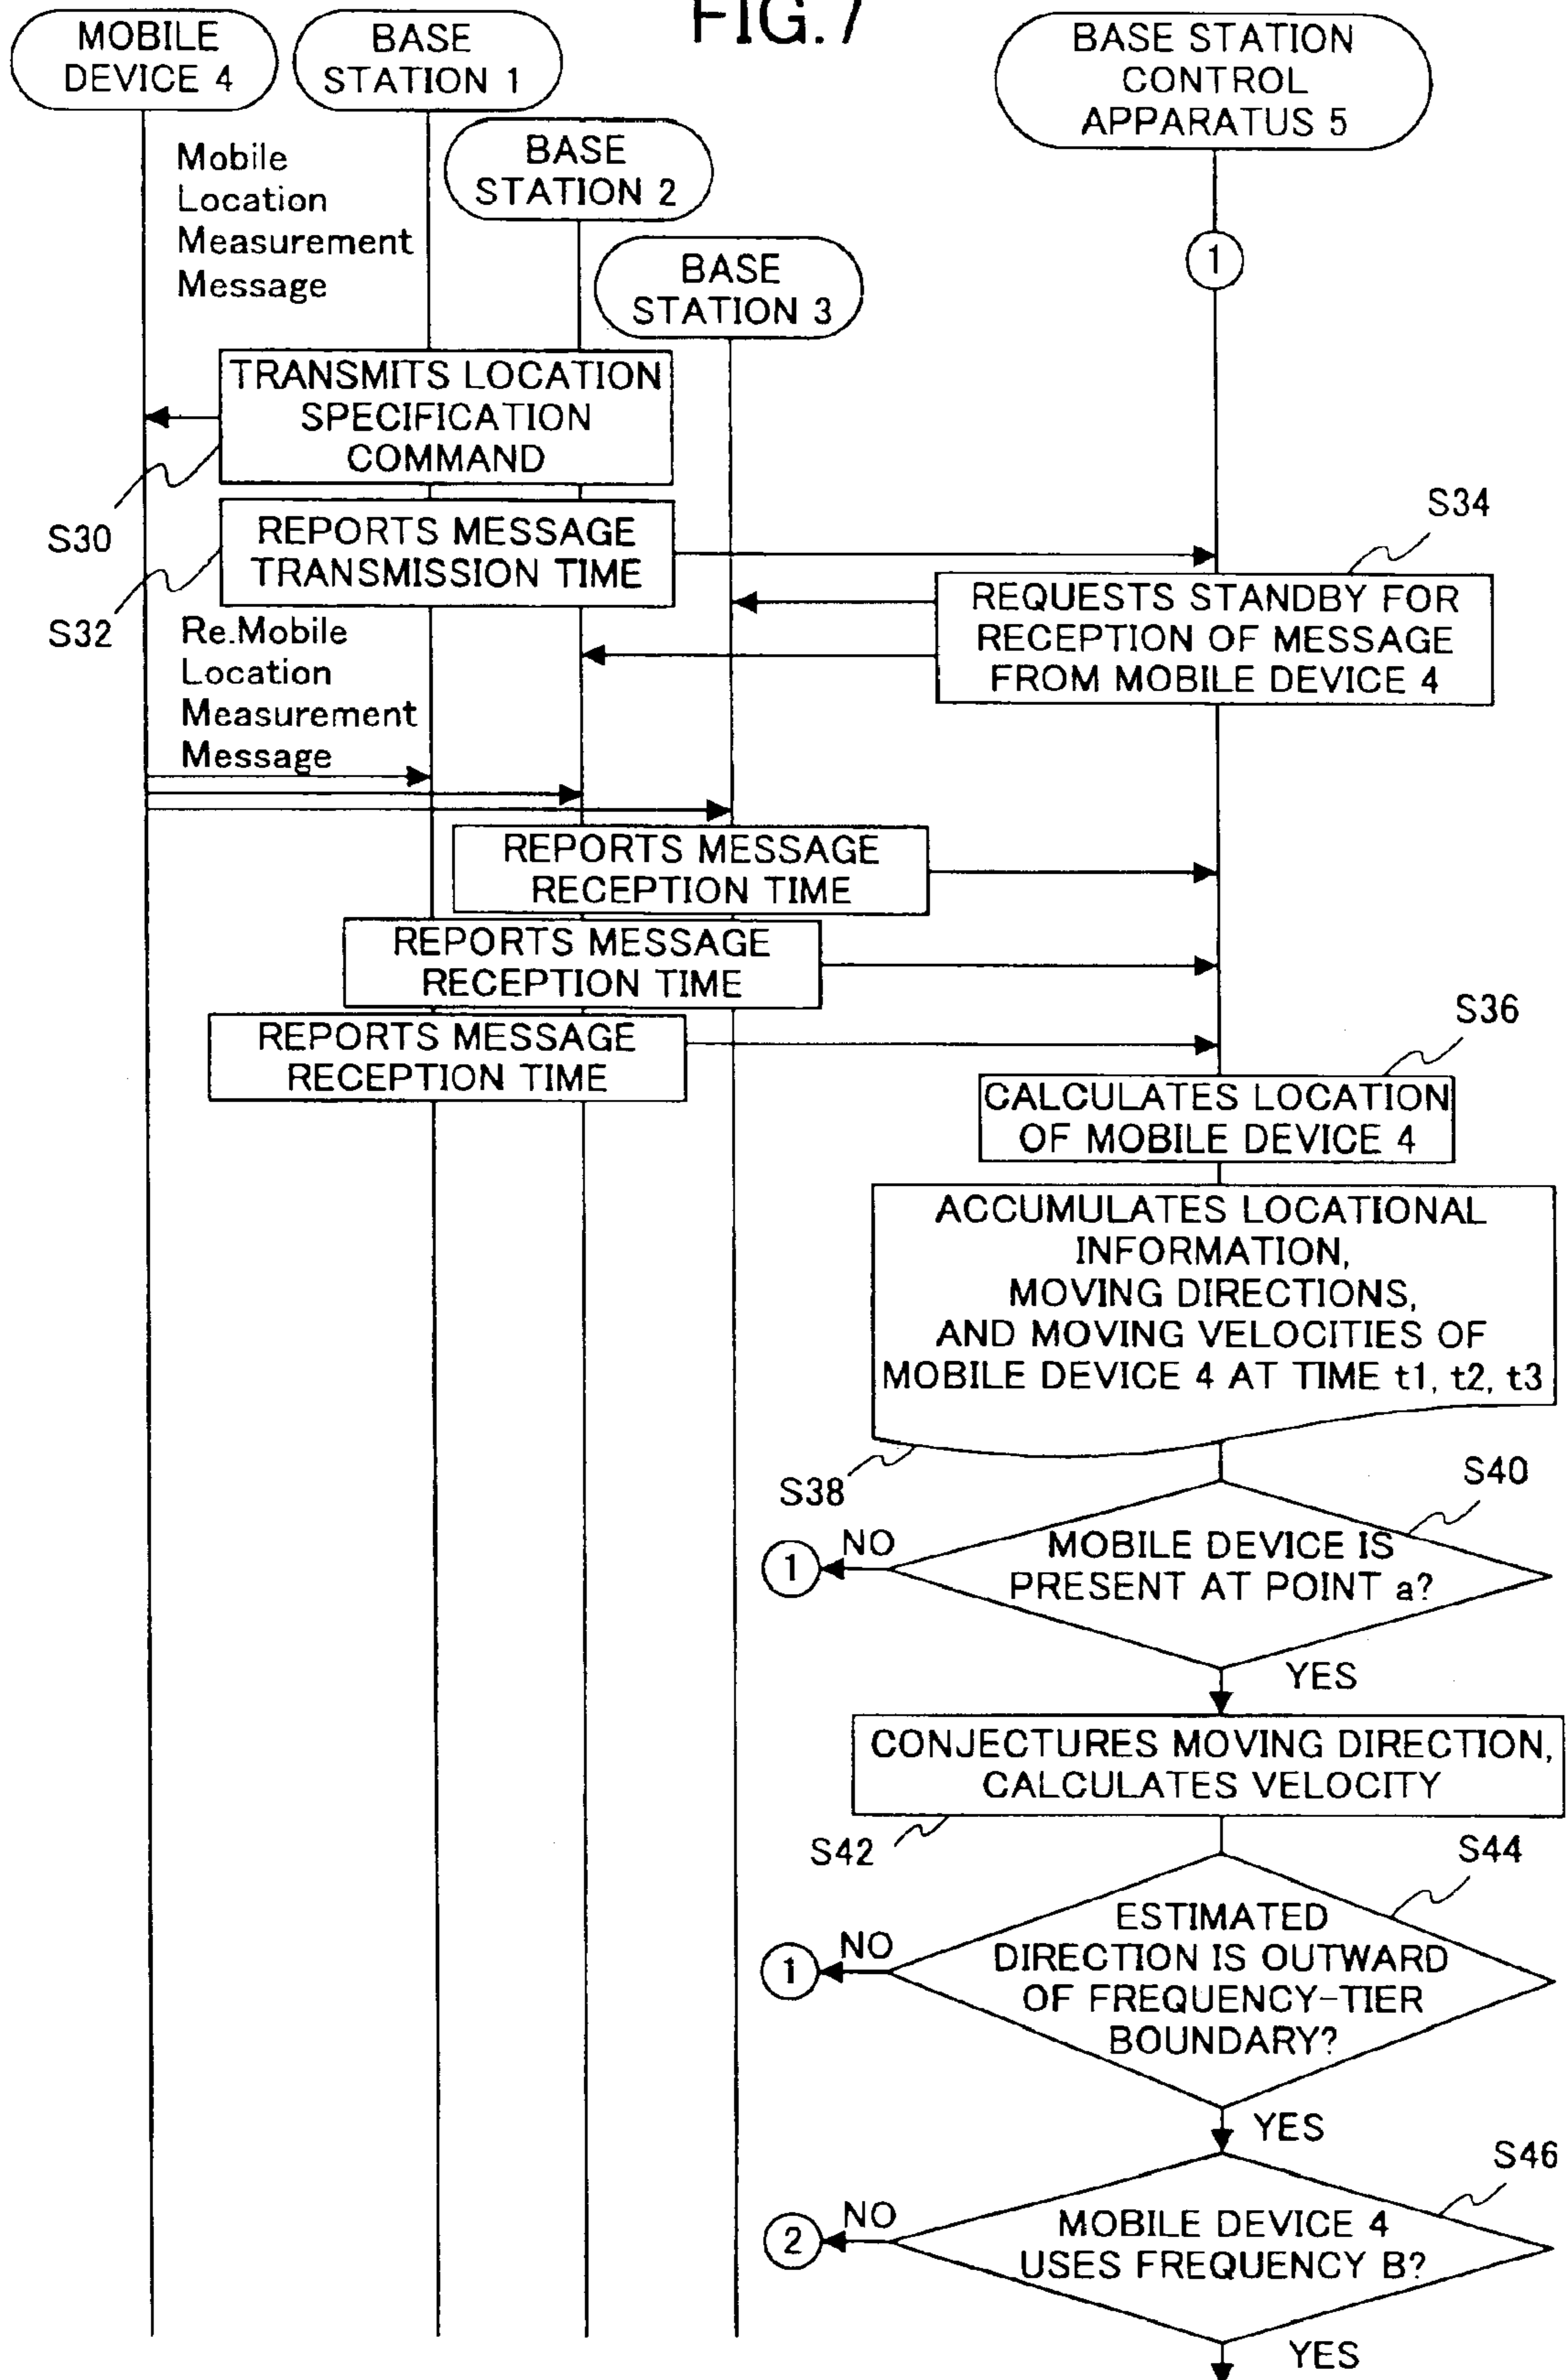 FIG.7
MOBILE
DEVICE 4
BASE
STATION 1
BASE
STATION 2
BASE
STATION 3
BASE STATION
CONTROL
APPARATUS 5
Mobile
Location
Measurement
Message
1
TRANSMITS LOCATION
SPECIFICATION
COMMAND
S30
REPORTS MESSAGE
TRANSMISSION TIME
S32
S34
REQUESTS STANDBY FOR
RECEPTION OF MESSAGE
FROM MOBILE DEVICE 4
Re.Mobile
Location
Measurement
Message
REPORTS MESSAGE
RECEPTION TIME
REPORTS MESSAGE
RECEPTION TIME
REPORTS MESSAGE
RECEPTION TIME
S36
CALCULATES LOCATION
OF MOBILE DEVICE 4
ACCUMULATES LOCATIONAL
INFORMATION,
MOVING DIRECTIONS,
AND MOVING VELOCITIES OF
MOBILE DEVICE 4 AT TIME t1, t2, t3
S38
S40
MOBILE DEVICE IS
PRESENT AT POINT a?
NO
1
YES
CONJECTURES MOVING DIRECTION,
CALCULATES VELOCITY
S42
S44
ESTIMATED
DIRECTION IS OUTWARD
OF FREQUENCY-TIER
BOUNDARY?
NO
1
YES
S46
MOBILE DEVICE 4
USES FREQUENCY B?
NO
2
YES